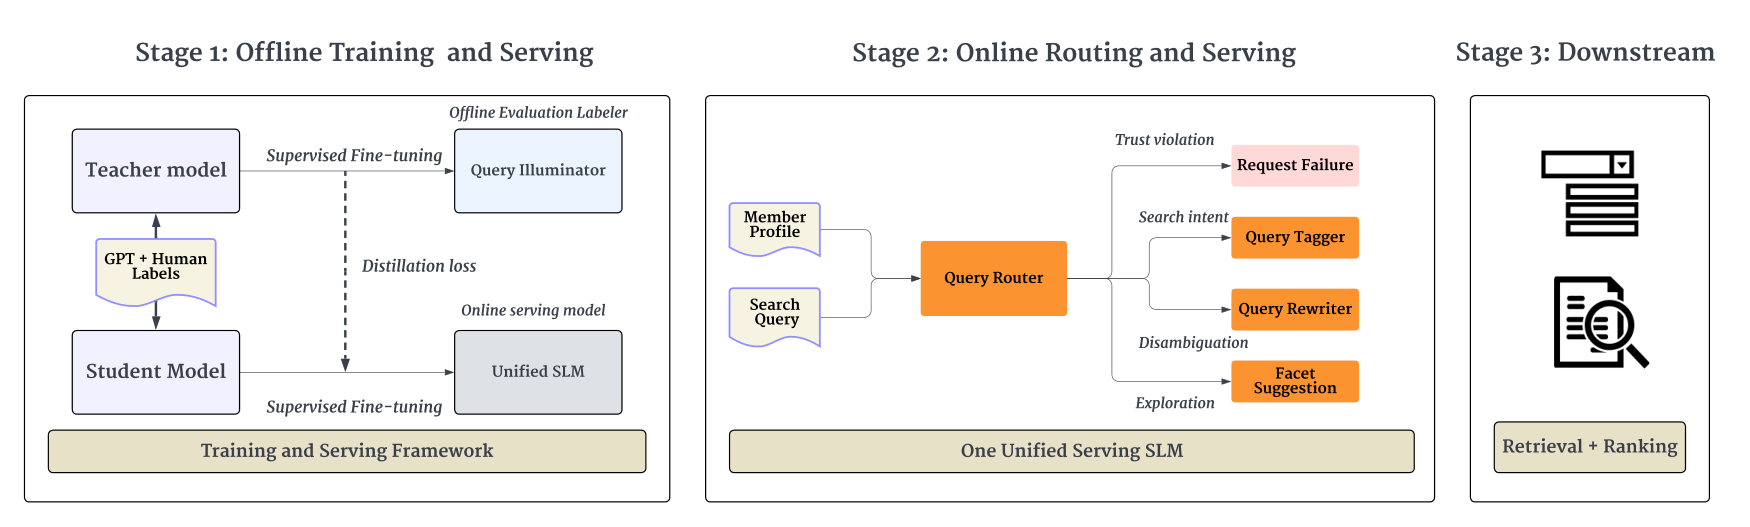 Stage 1: Offline Training and Serving
Offline Evaluation Labeler
Teacher model
Supervised Fine-tuning
Query Illuminator
GPT + Human
Labels
Distillation loss
Online serving model
Student Model
Unified SLM
Supervised Fine-tuning
Training and Serving Framework
Stage 2: Online Routing and Serving
Member
Profile
Search
Query
Query Router
Trust violation
Request Failure
Search intent
Query Tagger
Query Rewriter
Disambiguation
Facet
Suggestion
Exploration
One Unified Serving SLM
Stage 3: Downstream
Retrieval + Ranking